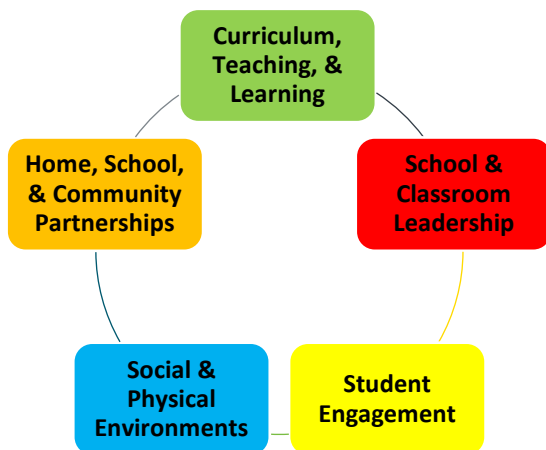 Curriculum,
Teaching, &
Learning
Home, School,
& Community
Partnerships
School &
Classroom
Leadership
Social &
Physical
Environments
Student
Engagement